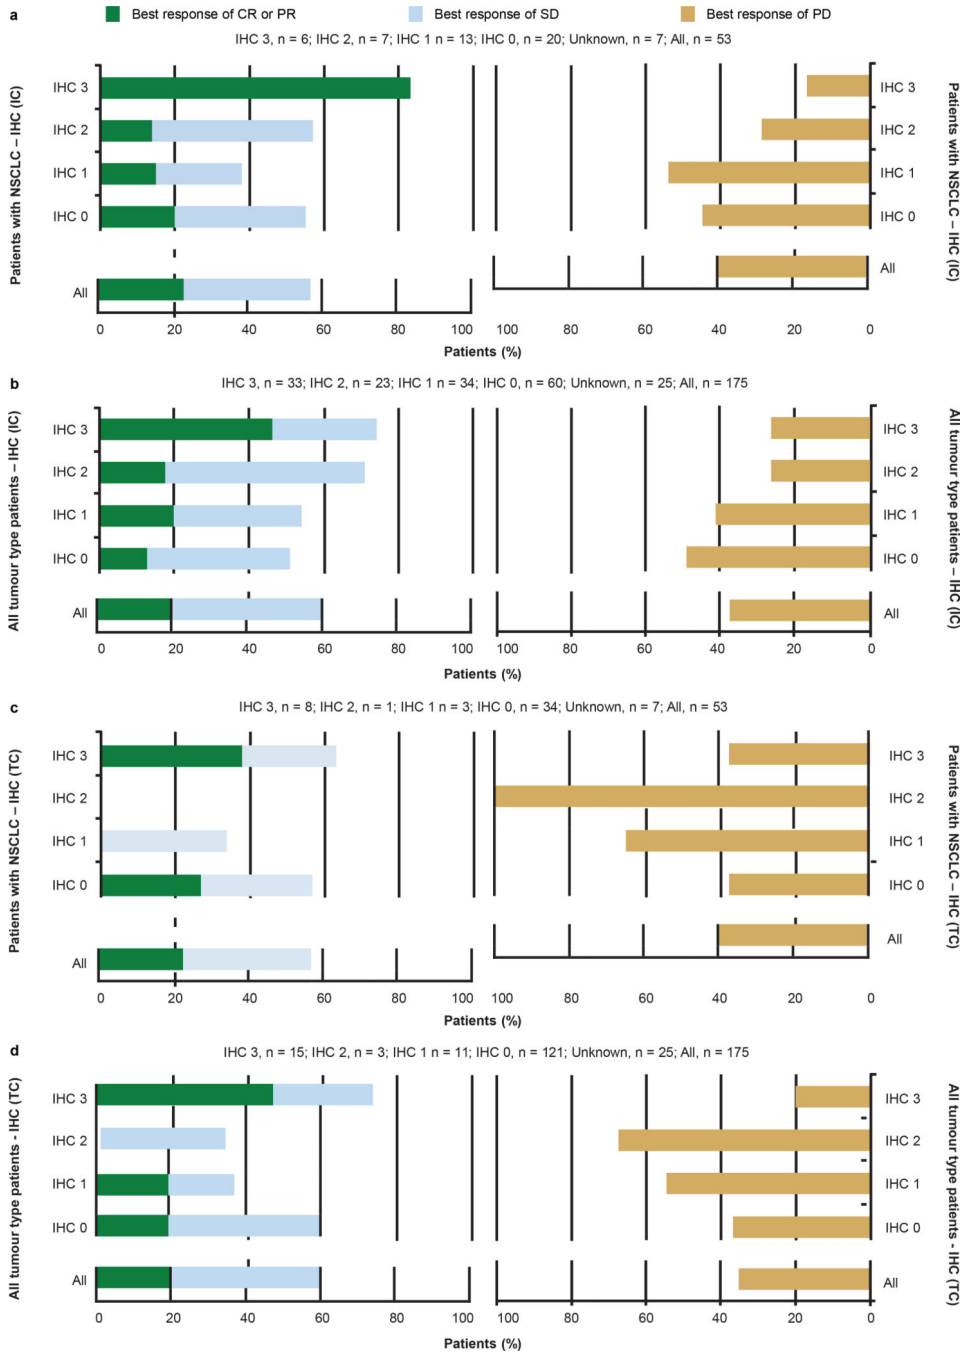 a
Best response of CR or PR
Best response of SD
Best response of PD
IHC 3, n = 6; IHC 2, n = 7; IHC 1 n = 13; IHC 0, n = 20; Unknown, n = 7; All, n = 53
Patients with NSCLC – IHC (IC)
IHC 3
IHC 2
IHC 1
IHC 0
All
0 20 40 60 80 100
100 80 60 40 20 0
IHC 3
IHC 2
IHC 1
IHC 0
All
Patients with NSCLC – IHC (IC)
Patients (%)
b
IHC 3, n = 33; IHC 2, n = 23; IHC 1 n = 34; IHC 0, n = 60; Unknown, n = 25; All, n = 175
All tumour type patients – IHC (IC)
IHC 3
IHC 2
IHC 1
IHC 0
All
0 20 40 60 80 100
100 80 60 40 20 0
IHC 3
IHC 2
IHC 1
IHC 0
All
All tumour type patients – IHC (IC)
Patients (%)
c
IHC 3, n = 8; IHC 2, n = 1; IHC 1 n = 3; IHC 0, n = 34; Unknown, n = 7; All, n = 53
Patients with NSCLC – IHC (TC)
IHC 3
IHC 2
IHC 1
IHC 0
All
0 20 40 60 80 100
100 80 60 40 20 0
IHC 3
IHC 2
IHC 1
IHC 0
All
Patients with NSCLC – IHC (TC)
Patients (%)
d
IHC 3, n = 15; IHC 2, n = 3; IHC 1 n = 11; IHC 0, n = 121; Unknown, n = 25; All, n = 175
All tumour type patients - IHC (TC)
IHC 3
IHC 2
IHC 1
IHC 0
All
0 20 40 60 80 100
100 80 60 40 20 0
IHC 3
IHC 2
IHC 1
IHC 0
All
All tumour type patients - IHC (TC)
Patients (%)